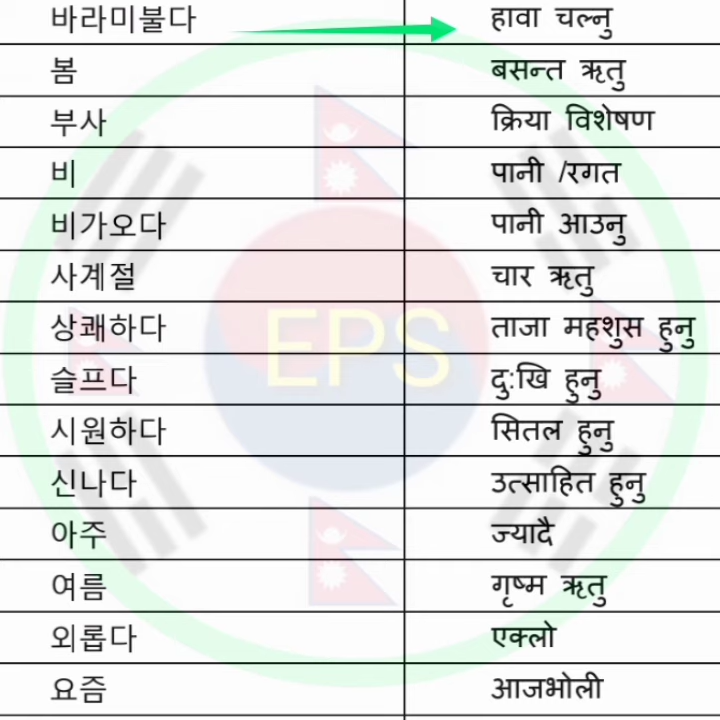 바라미불다 हावा चल्नु
봄 बसन्त ऋतु
부사 क्रिया विशेषण
비 पानी /रगत
비가오다 पानी आउनु
사계절 चार ऋतु
상쾌하다 ताजा महशुस हुनु
슬프다 दु:खि हुनु
시원하다 सितल हुनु
신나다 उत्साहित हुनु
아주 ज्यादै
여름 गृष्म ऋतु
외롭다 एक्लो
요즘 आजभोली
EPS